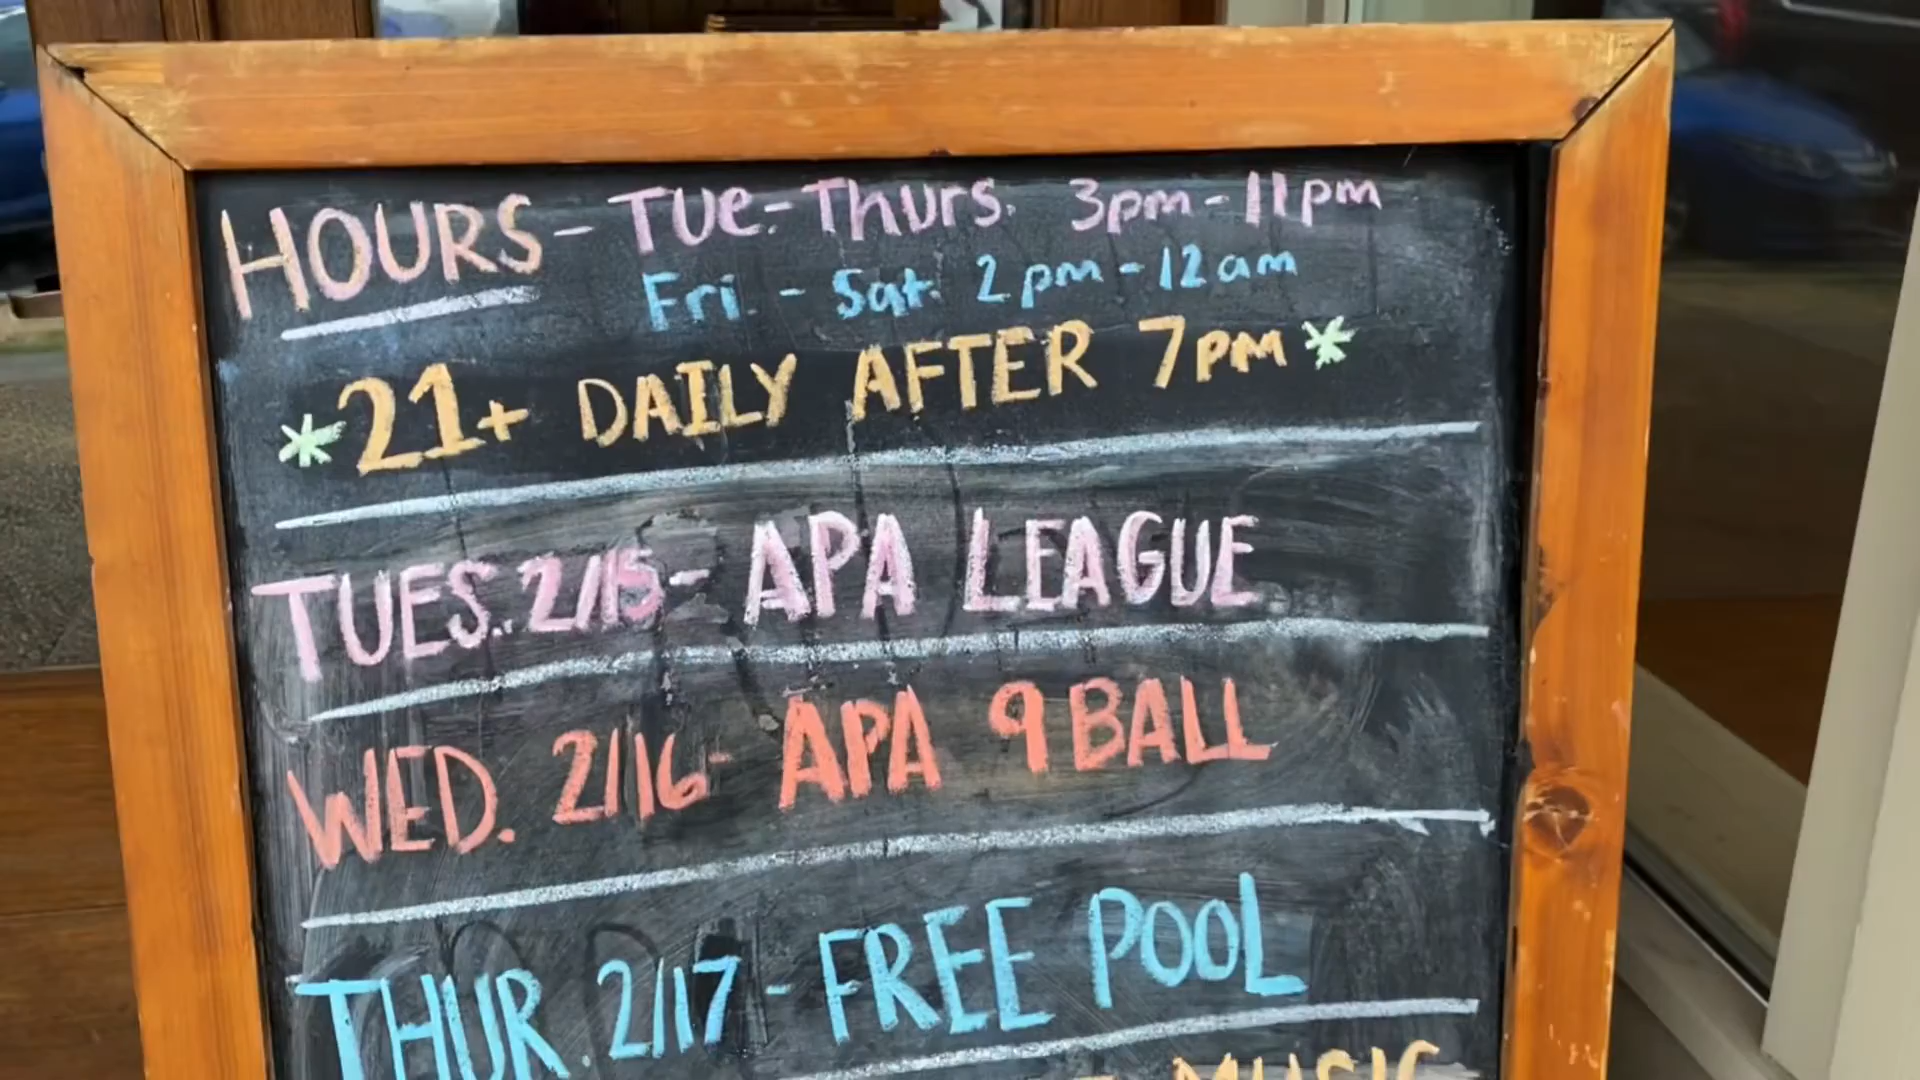 HOURS - TUE.-Thurs. 3pm-11pm
Fri. - Sat. 2pm-12am
*21+ DAILY AFTER 7PM*
TUES. 2/15- APA LEAGUE
WED. 2/16- APA 9 BALL
THUR. 2/17 - FREE POOL
MUSIC